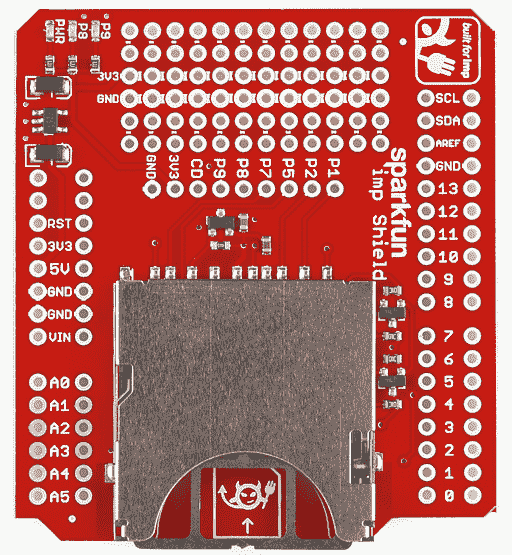 PWR
P8
P9
built for imp
3V3
GND
SCL
SDA
AREF
GND
GND
3V3
CD
P9
P8
P7
P5
P2
P1
sparkfun
imp Shield
13
12
11
10
9
8
RST
3V3
5V
GND
GND
VIN
7
6
5
4
3
2
1
0
A0
A1
A2
A3
A4
A5